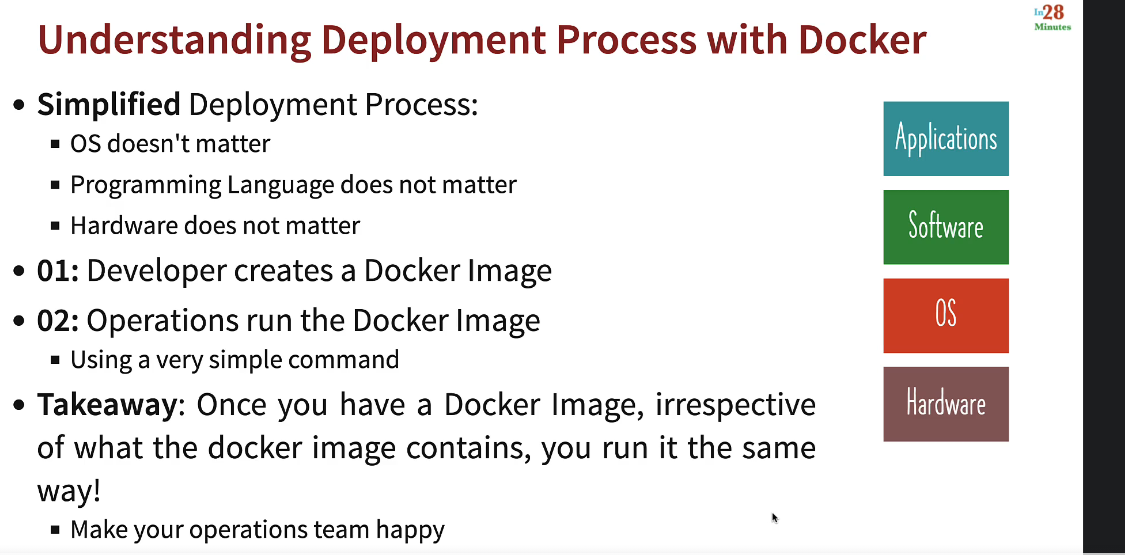 Understanding Deployment Process with Docker
In28
Minutes
Simplified Deployment Process:
OS doesn't matter
Programming Language does not matter
Hardware does not matter
01: Developer creates a Docker Image
02: Operations run the Docker Image
Using a very simple command
Takeaway: Once you have a Docker Image, irrespective
of what the docker image contains, you run it the same
way!
Make your operations team happy
Applications
Software
OS
Hardware